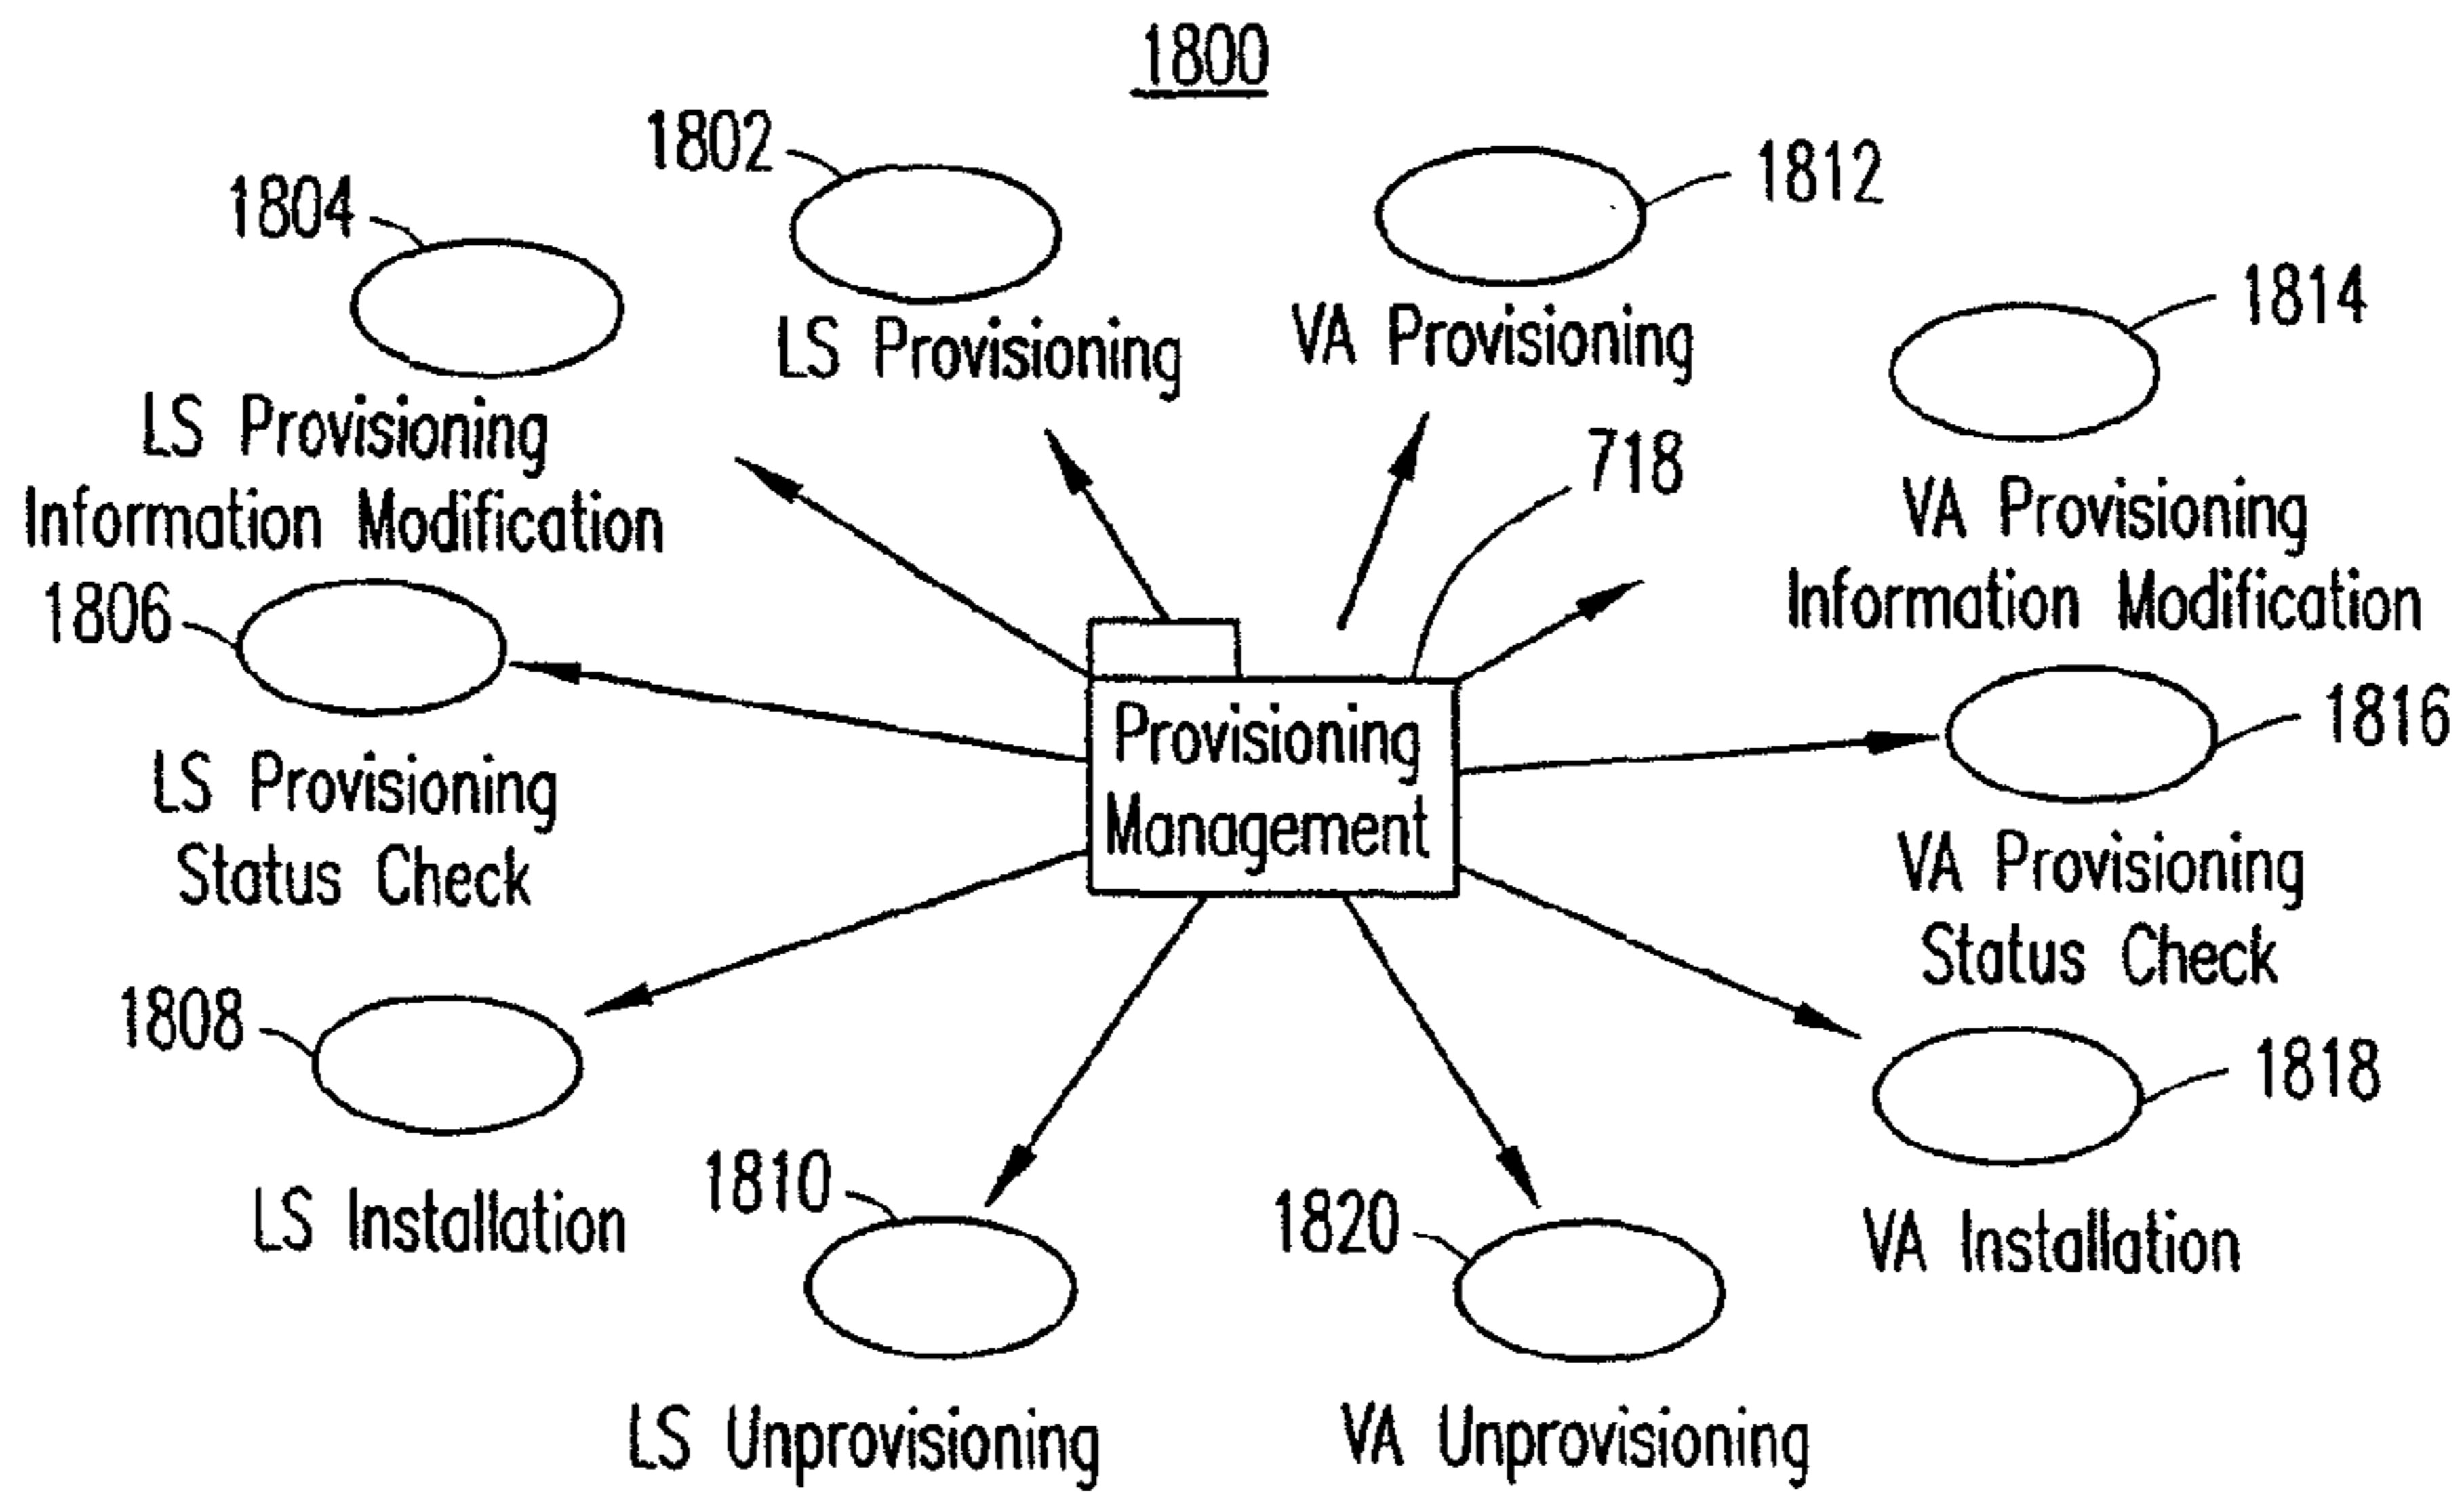 1800
1802
1812
1804
1814
LS Provisioning
VA Provisioning
LS Provisioning
Information Modification
718
VA Provisioning
Information Modification
1806
1816
Provisioning
Management
LS Provisioning
Status Check
VA Provisioning
Status Check
1808
1818
LS Installation
1810
1820
VA Installation
LS Unprovisioning
VA Unprovisioning